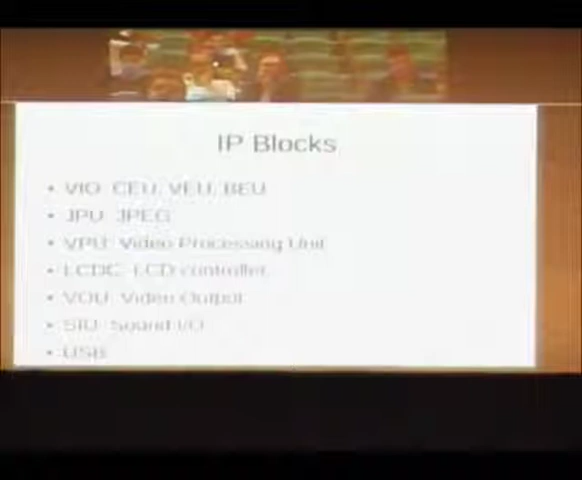 IP Blocks
• VIO: CEU, VEU, BEU
• JPU: JPEG
• VPU: Video Processing Unit
• LCDC: LCD controller
• VOU: Video Output
• SIU: Sound I/O
• USB